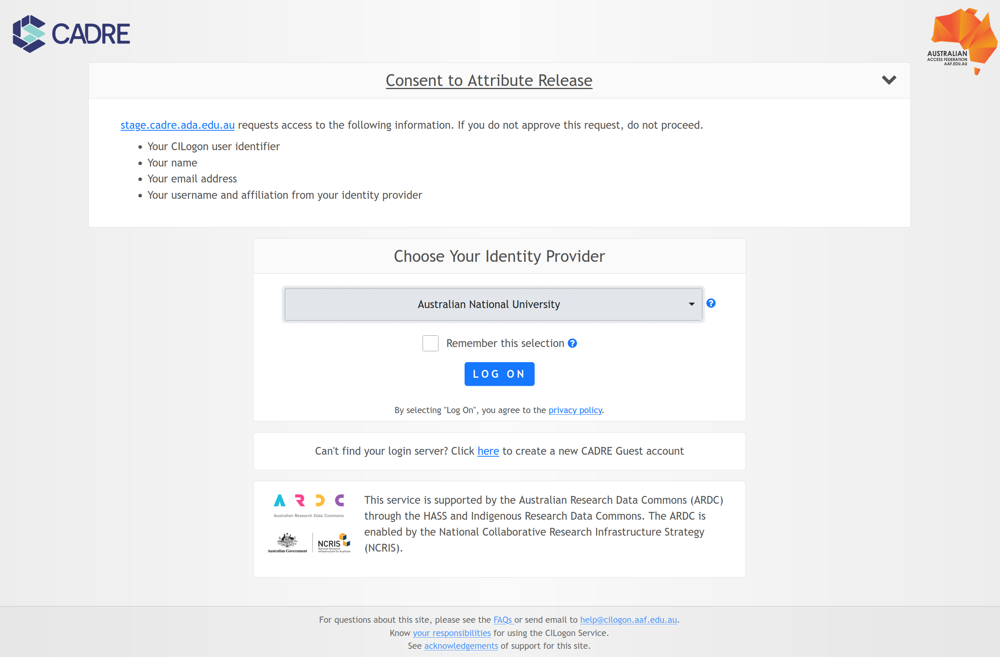 CADRE
AUSTRALIAN
ACCESS FEDERATION
AAF.EDU.AU
Consent to Attribute Release
stage.cadre.ada.edu.au requests access to the following information. If you do not approve this request, do not proceed.
• Your CILogon user identifier
• Your name
• Your email address
• Your username and affiliation from your identity provider
Choose Your Identity Provider
Australian National University
Remember this selection
LOG ON
By selecting "Log On", you agree to the privacy policy.
Can't find your login server? Click here to create a new CADRE Guest account
ARDC
Australian Research Data Commons
Australian Government
NCRIS
National Research
Infrastructure for Australia
This service is supported by the Australian Research Data Commons (ARDC)
through the HASS and Indigenous Research Data Commons. The ARDC is
enabled by the National Collaborative Research Infrastructure Strategy
(NCRIS).
For questions about this site, please see the FAQs or send email to help@cilogon.aaf.edu.au.
Know your responsibilities for using the CILogon Service.
See acknowledgements of support for this site.